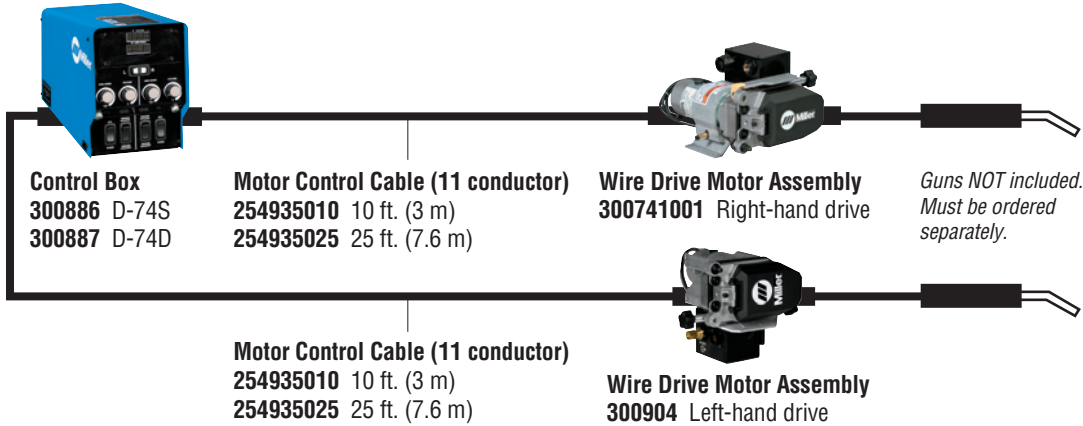 Miller
Miller
Control Box
300886 D-74S
300887 D-74D
Motor Control Cable (11 conductor)
254935010 10 ft. (3 m)
254935025 25 ft. (7.6 m)
Wire Drive Motor Assembly
300741001 Right-hand drive
Guns NOT included.
Must be ordered
separately.
Miller
Motor Control Cable (11 conductor)
254935010 10 ft. (3 m)
254935025 25 ft. (7.6 m)
Wire Drive Motor Assembly
300904 Left-hand drive